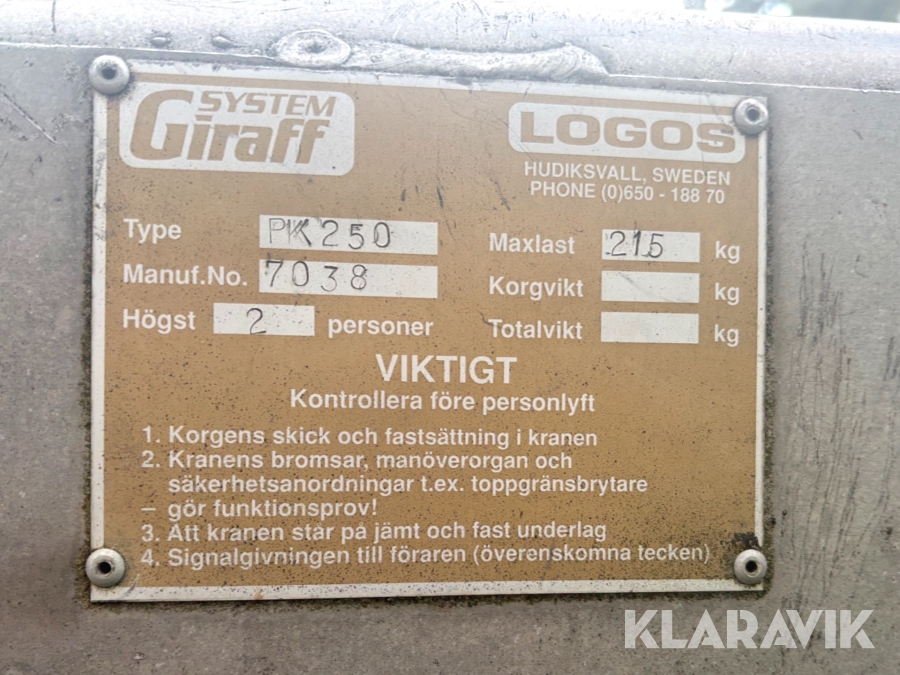 SYSTEM
Giraff
LOGOS
HUDIKSVALL, SWEDEN
PHONE (0)650 - 188 70
Type PK250
Manuf.No. 7038
Högst 2 personer
Maxlast 215 kg
Korgvikt kg
Totalvikt kg
VIKTIGT
Kontrollera före personlyft
1. Korgens skick och fastsättning i kranen
2. Kranens bromsar, manöverorgan och
säkerhetsanordningar t.ex. toppgränsbrytare
– gör funktionsprov!
3. Att kranen står på jämt och fast underlag
4. Signalgivningen till föraren (överenskomna tecken)
KLARAVIK